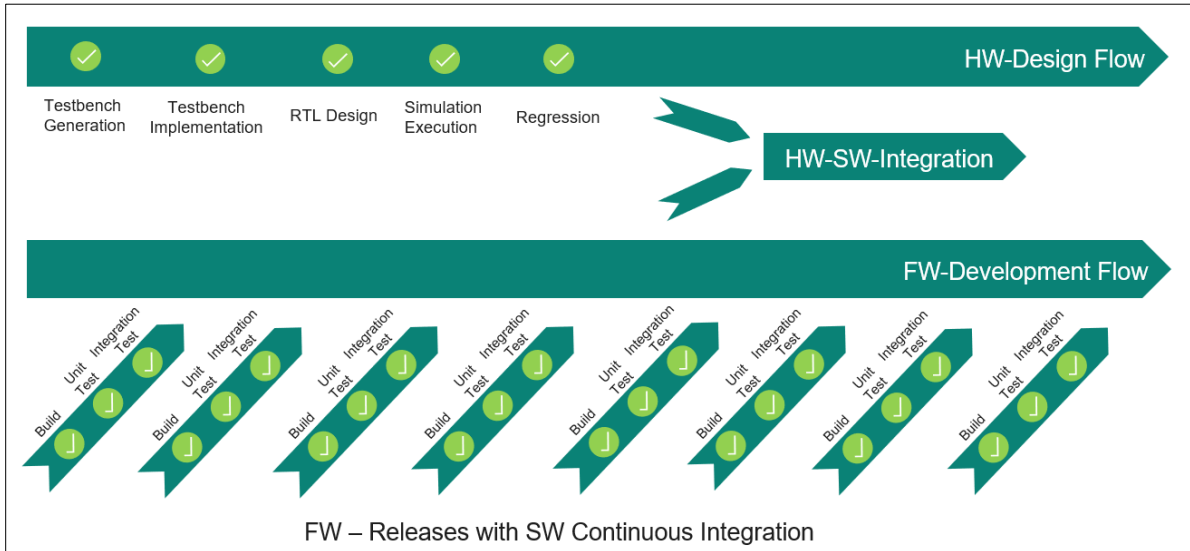 HW-Design Flow
Testbench
Generation
Testbench
Implementation
RTL Design
Simulation
Execution
Regression
HW-SW-Integration
FW-Development Flow
Build
Unit
Test
Integration
Test
Build
Unit
Test
Integration
Test
Build
Unit
Test
Integration
Test
Build
Unit
Test
Integration
Test
Build
Unit
Test
Integration
Test
Build
Unit
Test
Integration
Test
Build
Unit
Test
Integration
Test
Build
Unit
Test
Integration
Test
FW – Releases with SW Continuous Integration